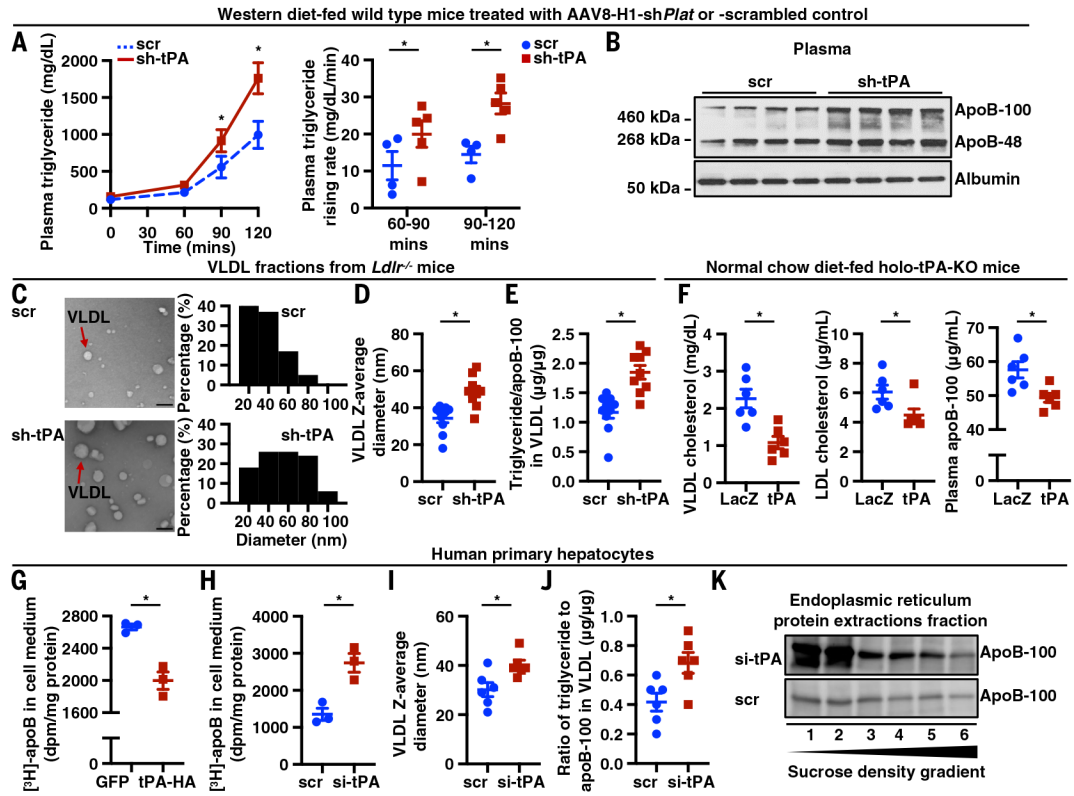 Western diet-fed wild type mice treated with AAV8-H1-shPlat or -scrambled control
A
scr
sh-tPA
Plasma triglyceride (mg/dL)
2000
1500
1000
500
0
*
*
0 30 60 90 120
Time (mins)
Plasma triglyceride
rising rate (mg/dL/min)
40
30
20
10
0
* *
scr
sh-tPA
60-90
mins
90-120
mins
B
Plasma
scr sh-tPA
460 kDa
268 kDa
50 kDa
ApoB-100
ApoB-48
Albumin
VLDL fractions from Ldlr-/- mice
C
scr
VLDL
sh-tPA
VLDL
Percentage (%)
40
30
20
10
0
scr
20 40 60 80 100
Percentage (%)
40
30
20
10
0
sh-tPA
20 40 60 80 100
Diameter (nm)
D
VLDL Z-average
diameter (nm)
80
60
40
20
0
*
scr sh-tPA
E
Triglyceride/apoB-100
in VLDL (µg/µg)
2.5
2.0
1.5
1.0
0.5
0.0
*
scr sh-tPA
Normal chow diet-fed holo-tPA-KO mice
F
VLDL cholesterol (mg/dL)
4
3
2
1
0
*
LacZ tPA
LDL cholesterol (µg/mL)
10
8
6
4
2
0
*
LacZ tPA
Plasma apoB-100 (µg/mL)
70
60
50
40
0
*
LacZ tPA
Human primary hepatocytes
G
[3H]-apoB in cell medium
(dpm/mg protein)
2800
2400
2000
1600
0
*
GFP tPA-HA
H
[3H]-apoB in cell medium
(dpm/mg protein)
4000
3000
2000
1000
0
*
scr si-tPA
I
VLDL Z-average
diameter (nm)
60
40
20
0
*
scr si-tPA
J
Ratio of triglyceride to
apoB-100 in VLDL (µg/µg)
1.0
0.8
0.6
0.4
0.2
0.0
*
scr si-tPA
K
Endoplasmic reticulum
protein extractions fraction
si-tPA
ApoB-100
scr
ApoB-100
1 2 3 4 5 6
Sucrose density gradient